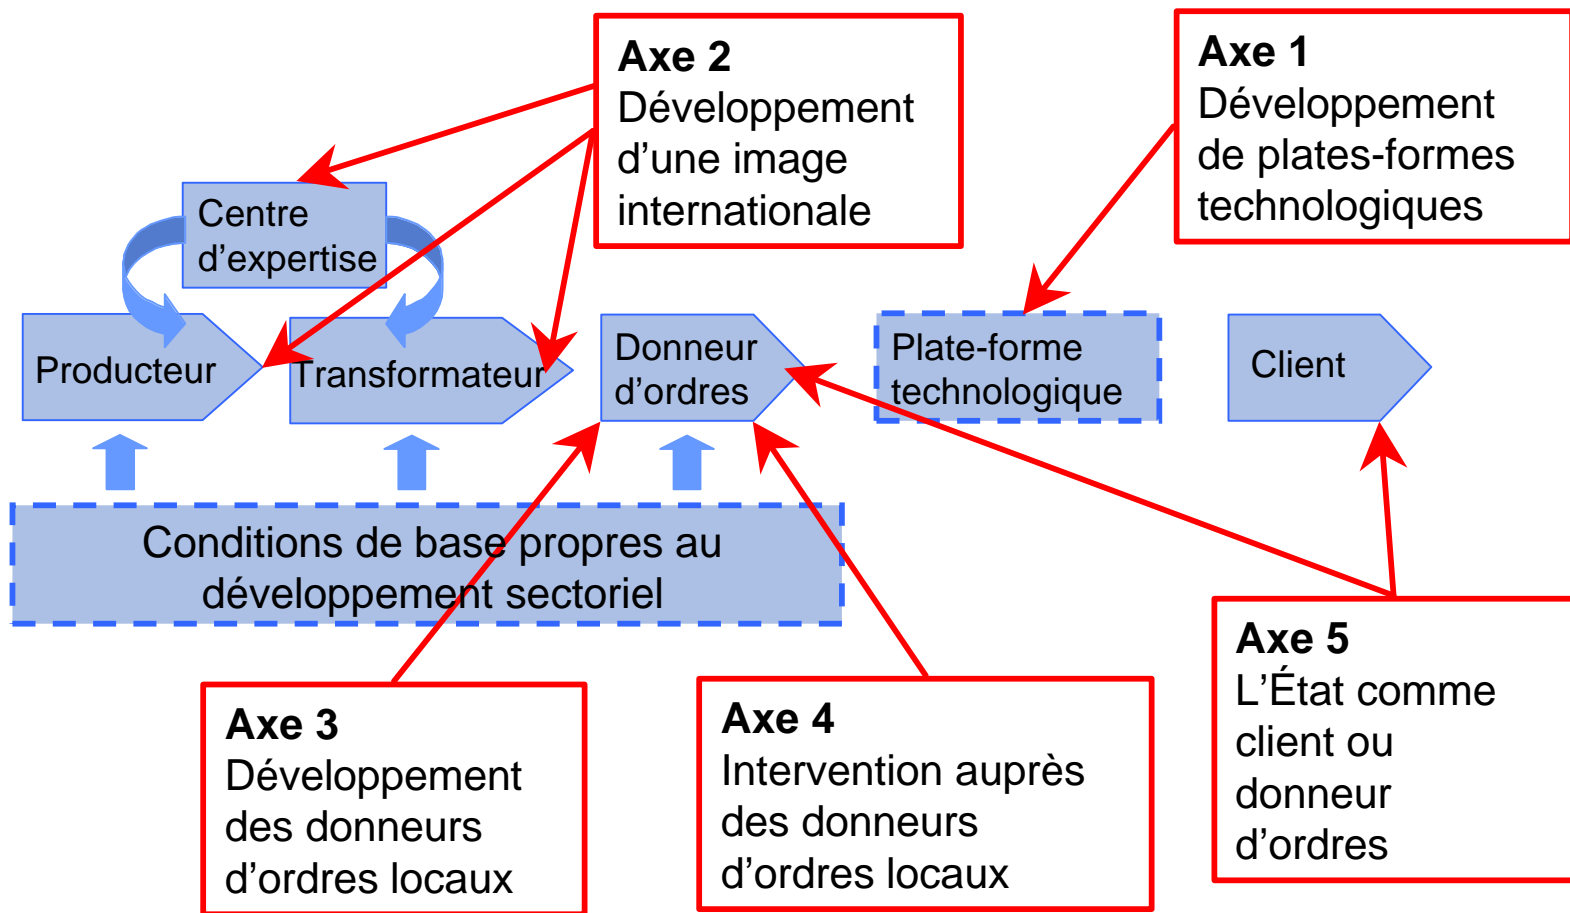 Axe 2
Développement
d’une image
internationale
Axe 1
Développement
de plates-formes
technologiques
Centre
d’expertise
Producteur
Transformateur
Donneur
d’ordres
Plate-forme
technologique
Client
Conditions de base propres au
développement sectoriel
Axe 3
Développement
des donneurs
d’ordres locaux
Axe 4
Intervention auprès
des donneurs
d’ordres locaux
Axe 5
L’État comme
client ou
donneur
d’ordres